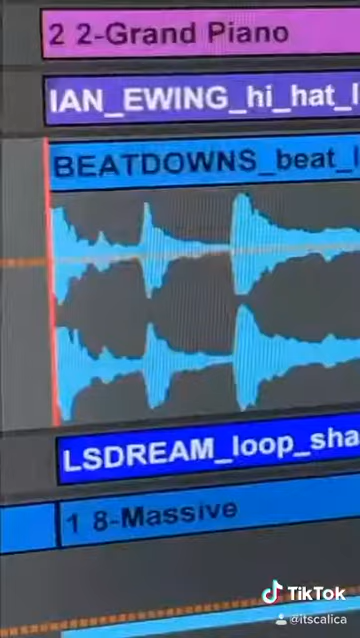 2 2-Grand Piano
IAN_EWING_hi_hat_l
BEATDOWNS_beat_l
LSDREAM_loop_sha
1 8-Massive
TikTok
@itscalica